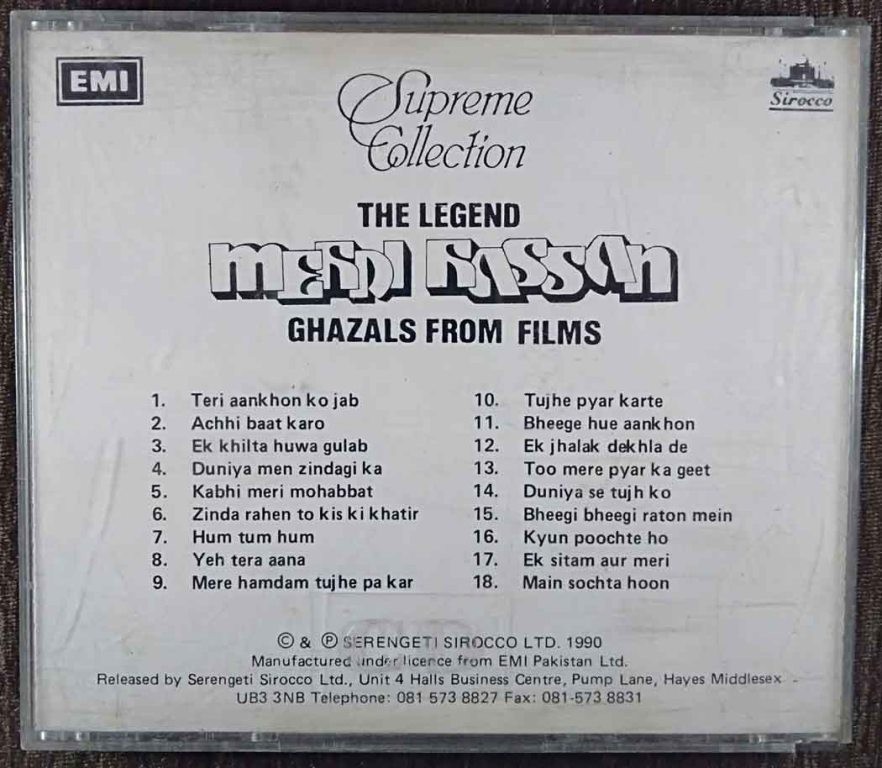 EMI
Supreme
Collection
Sirocco
THE LEGEND
MEHDI HASSAN
GHAZALS FROM FILMS
1. Teri aankhon ko jab
2. Achhi baat karo
3. Ek khilta huwa gulab
4. Duniya men zindagi ka
5. Kabhi meri mohabbat
6. Zinda rahen to kis ki khatir
7. Hum tum hum
8. Yeh tera aana
9. Mere hamdam tujhe pa kar
10. Tujhe pyar karte
11. Bheege hue aankhon
12. Ek jhalak dekhla de
13. Too mere pyar ka geet
14. Duniya se tujh ko
15. Bheegi bheegi raton mein
16. Kyun poochte ho
17. Ek sitam aur meri
18. Main sochta hoon
© & ℗ SERENGETI SIROCCO LTD. 1990
Manufactured under licence from EMI Pakistan Ltd.
Released by Serengeti Sirocco Ltd., Unit 4 Halls Business Centre, Pump Lane, Hayes Middlesex
UB3 3NB Telephone: 081 573 8827 Fax: 081-573 8831